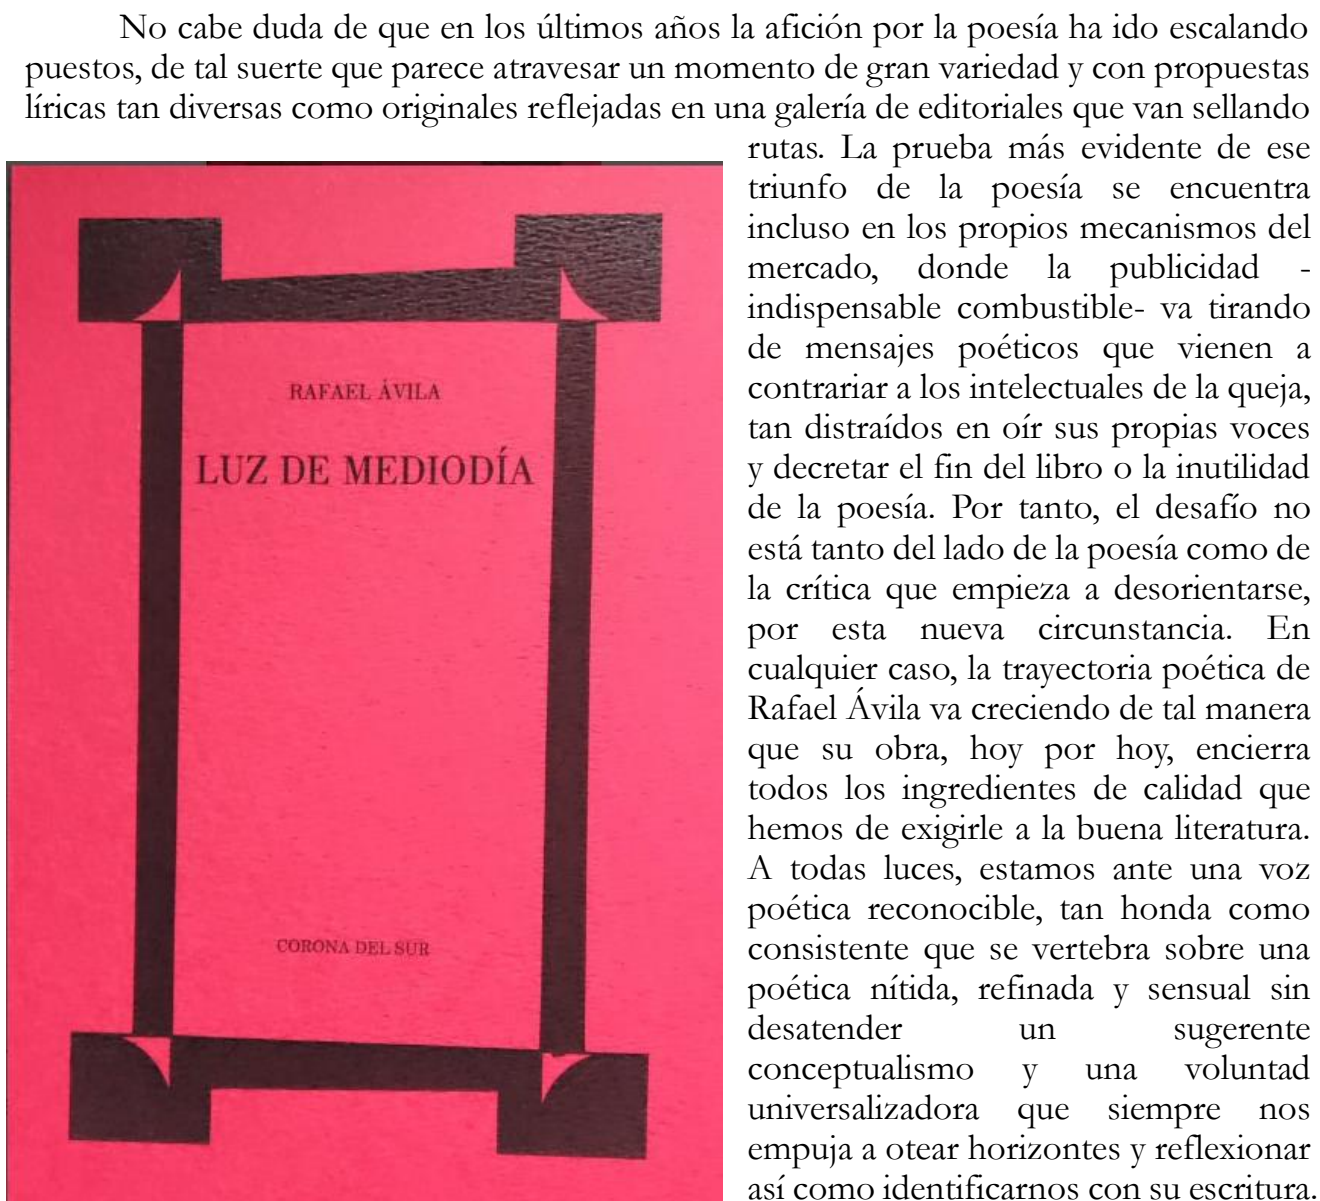 No cabe duda de que en los últimos años la afición por la poesía ha ido escalando
puestos, de tal suerte que parece atravesar un momento de gran variedad y con propuestas
líricas tan diversas como originales reflejadas en una galería de editoriales que van sellando
rutas. La prueba más evidente de ese
triunfo de la poesía se encuentra
incluso en los propios mecanismos del
mercado, donde la publicidad -
indispensable combustible- va tirando
de mensajes poéticos que vienen a
contrariar a los intelectuales de la queja,
tan distraídos en oír sus propias voces
y decretar el fin del libro o la inutilidad
de la poesía. Por tanto, el desafío no
está tanto del lado de la poesía como de
la crítica que empieza a desorientarse,
por esta nueva circunstancia. En
cualquier caso, la trayectoria poética de
Rafael Ávila va creciendo de tal manera
que su obra, hoy por hoy, encierra
todos los ingredientes de calidad que
hemos de exigirle a la buena literatura.
A todas luces, estamos ante una voz
poética reconocible, tan honda como
consistente que se vertebra sobre una
poética nítida, refinada y sensual sin
desatender un sugerente
conceptualismo y una voluntad
universalizadora que siempre nos
empuja a otear horizontes y reflexionar
así como identificarnos con su escritura.
RAFAEL ÁVILA
LUZ DE MEDIODÍA
CORONA DEL SUR